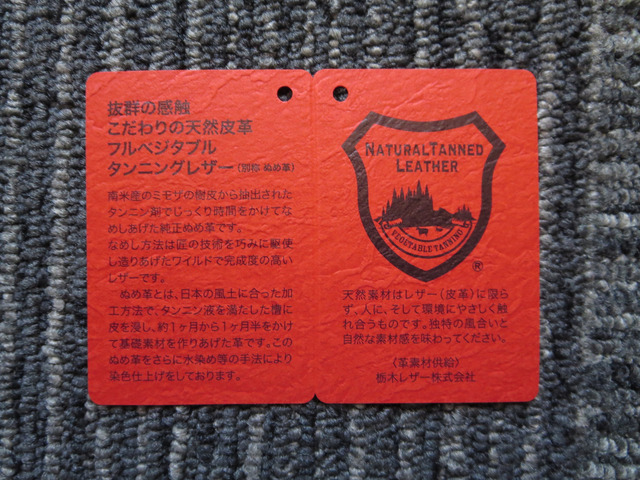 抜群の感触
こだわりの天然皮革
フルベジタブル
タンニングレザー(別称 ぬめ革)
南米産のミモザの樹皮から抽出された
タンニン剤でじっくり時間をかけてな
めしあげた純正ぬめ革です。
なめし方法は匠の技術を巧みに駆使
し造りあげたワイルドで完成度の高い
レザーです。
ぬめ革とは、日本の風土に合った加
工方法で、タンニン液を満たした槽に
皮を浸し、約1ヶ月から1ヶ月半をかけ
て基礎素材を作りあげた革です。この
ぬめ革をさらに水染め等の手法により
染色仕上げをしております。
NATURAL TANNED
LEATHER
VEGETABLE TANNING
®
天然素材はレザー(皮革)に限ら
ず、人に、そして環境にやさしく触
れ合うものです。独特の風合いと
自然な素材感を味わってください。
〈革素材供給〉
栃木レザー株式会社